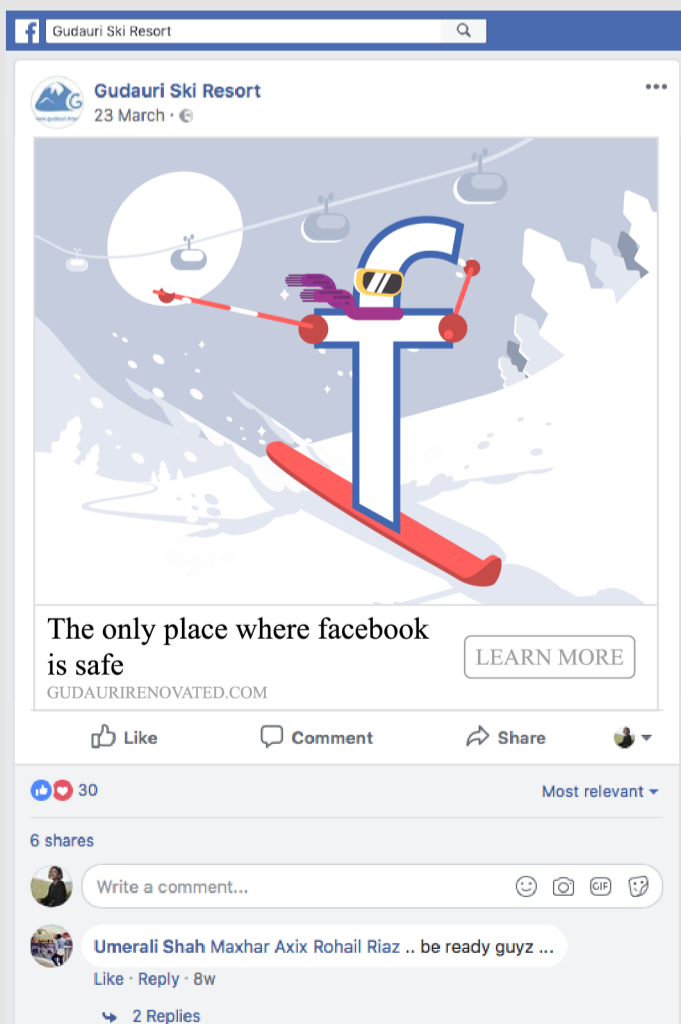 Gudauri Ski Resort
Gudauri Ski Resort
23 March ·
The only place where facebook
is safe
LEARN MORE
GUDAURIRENOVATED.COM
Like
Comment
Share
30
Most relevant
6 shares
Write a comment...
GIF
Umerali Shah Maxhar Axix Rohail Riaz .. be ready guyz ...
Like · Reply · 8w
2 Replies